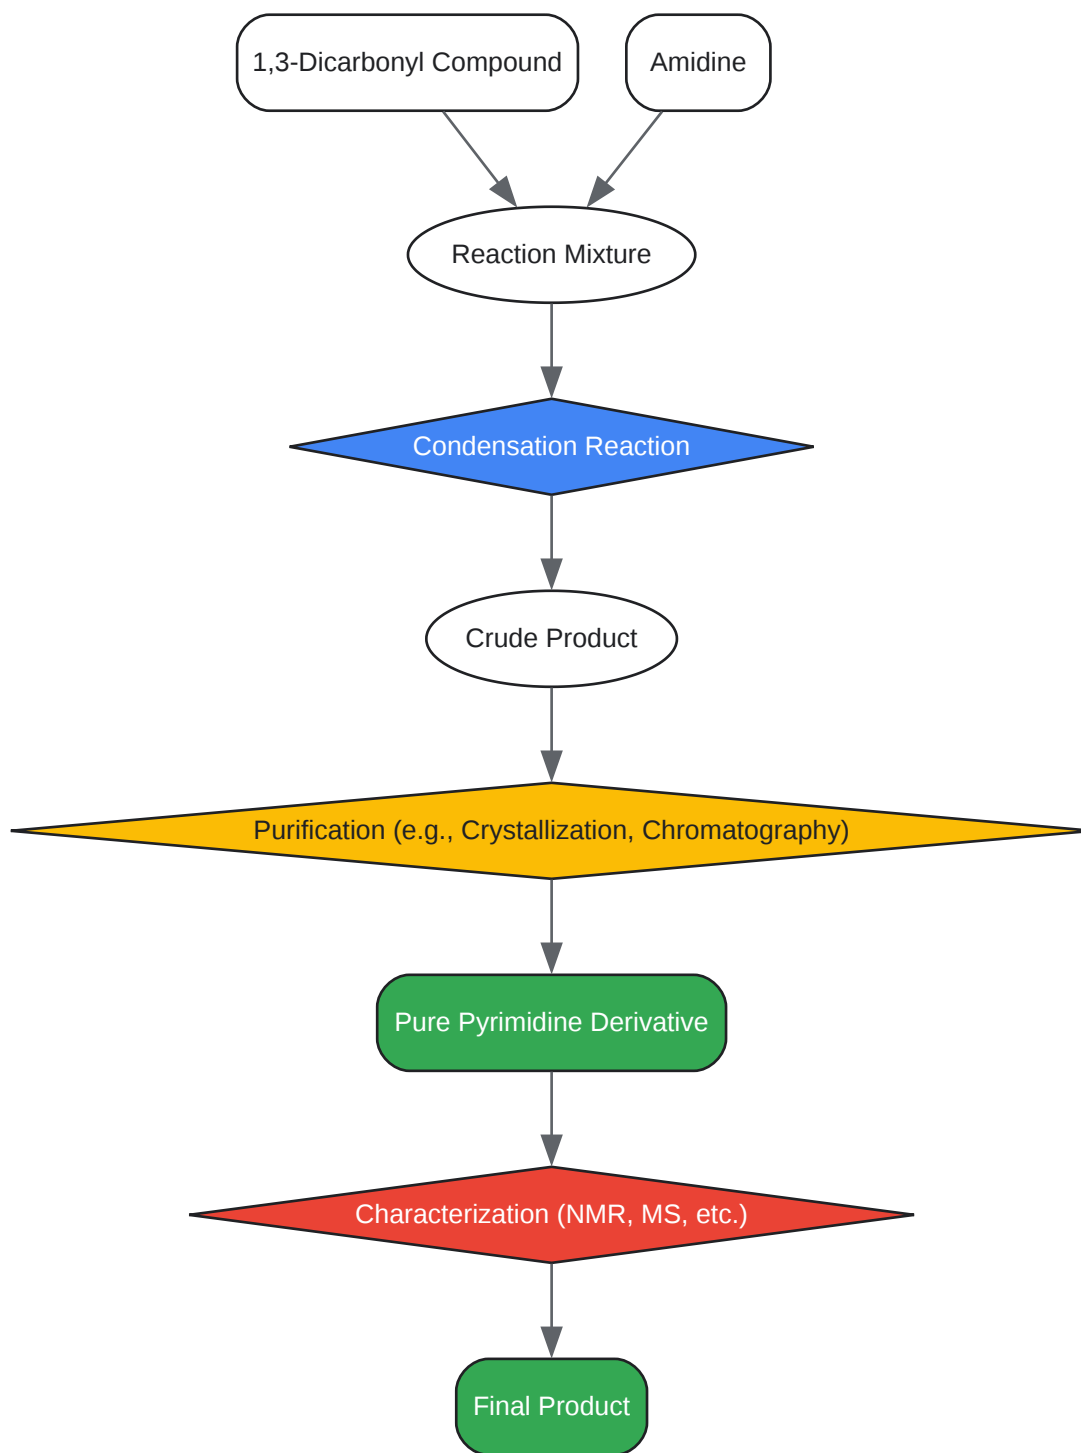 1,3-Dicarbonyl Compound
Amidine
Reaction Mixture
Condensation Reaction
Crude Product
Purification (e.g., Crystallization, Chromatography)
Pure Pyrimidine Derivative
Characterization (NMR, MS, etc.)
Final Product